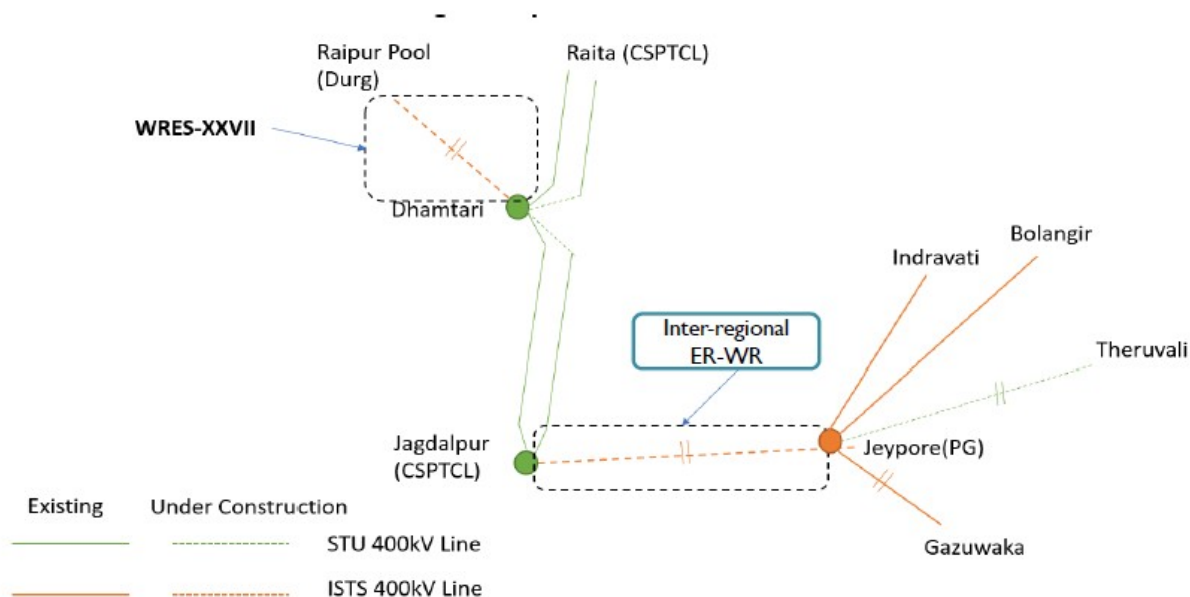 Raipur Pool
(Durg)
Raita (CSPTCL)
WRES-XXVII
Dhamtari
Bolangir
Indravati
Inter-regional
ER-WR
Theruvali
Jagdalpur
(CSPTCL)
Jeypore(PG)
Existing
Under Construction
STU 400kV Line
Gazuwaka
ISTS 400kV Line